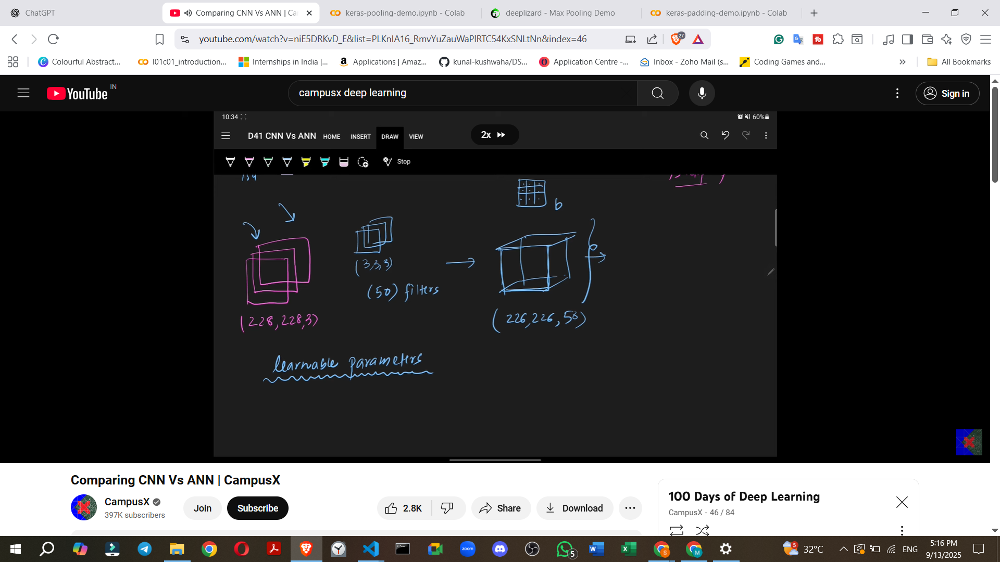 ChatGPT
Comparing CNN Vs ANN | Ca
keras-pooling-demo.ipynb - Colab
deeplizard - Max Pooling Demo
keras-padding-demo.ipynb - Colab
youtube.com/watch?v=niE5DRKvD_E&list=PLKnIA16_RmvYuZauWaPlRTC54KxSNLtNn&index=46
27
Colourful Abstract...
l01c01_introduction...
Internships in India |...
Applications | Amaz...
kunal-kushwaha/DS...
Application Centre -...
Inbox - Zoho Mail (s...
Coding Games and...
All Bookmarks
YouTube IN
campusx deep learning
Sign in
10:34
60%
D41 CNN Vs ANN
HOME
INSERT
DRAW
VIEW
2x
Stop
b
(3,3,3)
(50) filters
(228,228,3)
(226,226,50)
learnable parameters
Comparing CNN Vs ANN | CampusX
CampusX
397K subscribers
Join
Subscribe
2.8K
Share
Download
100 Days of Deep Learning
CampusX - 46 / 84
zoom
5
5
32°C
ENG
5:16 PM
9/13/2025